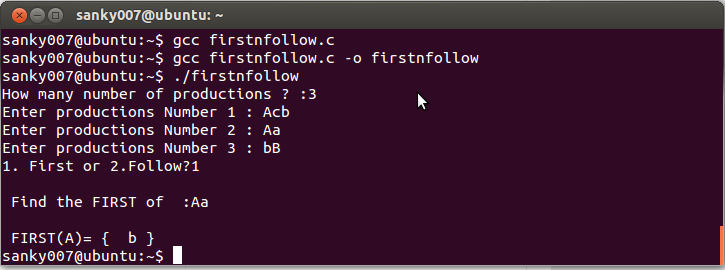 sanky007@ubuntu: ~
sanky007@ubuntu:~$ gcc firstnfollow.c
sanky007@ubuntu:~$ gcc firstnfollow.c -o firstnfollow
sanky007@ubuntu:~$ ./firstnfollow
How many number of productions ? :3
Enter productions Number 1 : Acb
Enter productions Number 2 : Aa
Enter productions Number 3 : bB
1. First or 2.Follow?1
Find the FIRST of  :Aa
FIRST(A)= {  b }
sanky007@ubuntu:~$